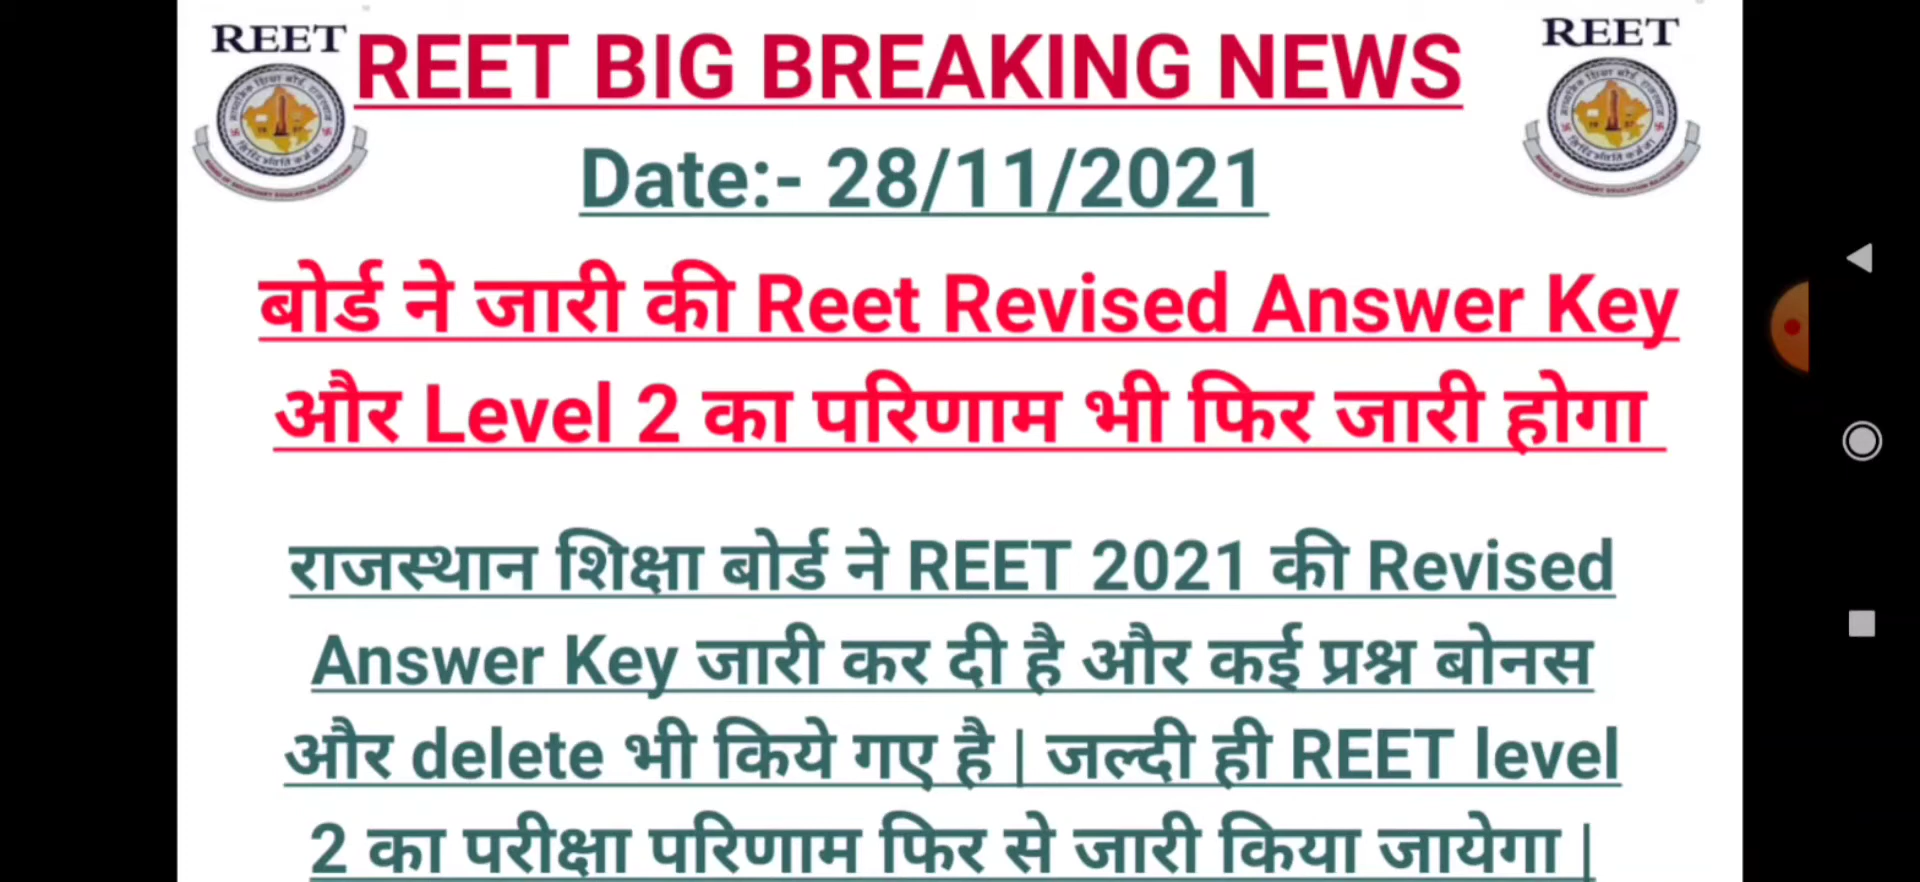 REET
REET BIG BREAKING NEWS
REET
Date:- 28/11/2021
बोर्ड ने जारी की Reet Revised Answer Key
और Level 2 का परिणाम भी फिर जारी होगा
राजस्थान शिक्षा बोर्ड ने REET 2021 की Revised
Answer Key जारी कर दी है और कई प्रश्न बोनस
और delete भी किये गए है | जल्दी ही REET level
2 का परीक्षा परिणाम फिर से जारी किया जायेगा |